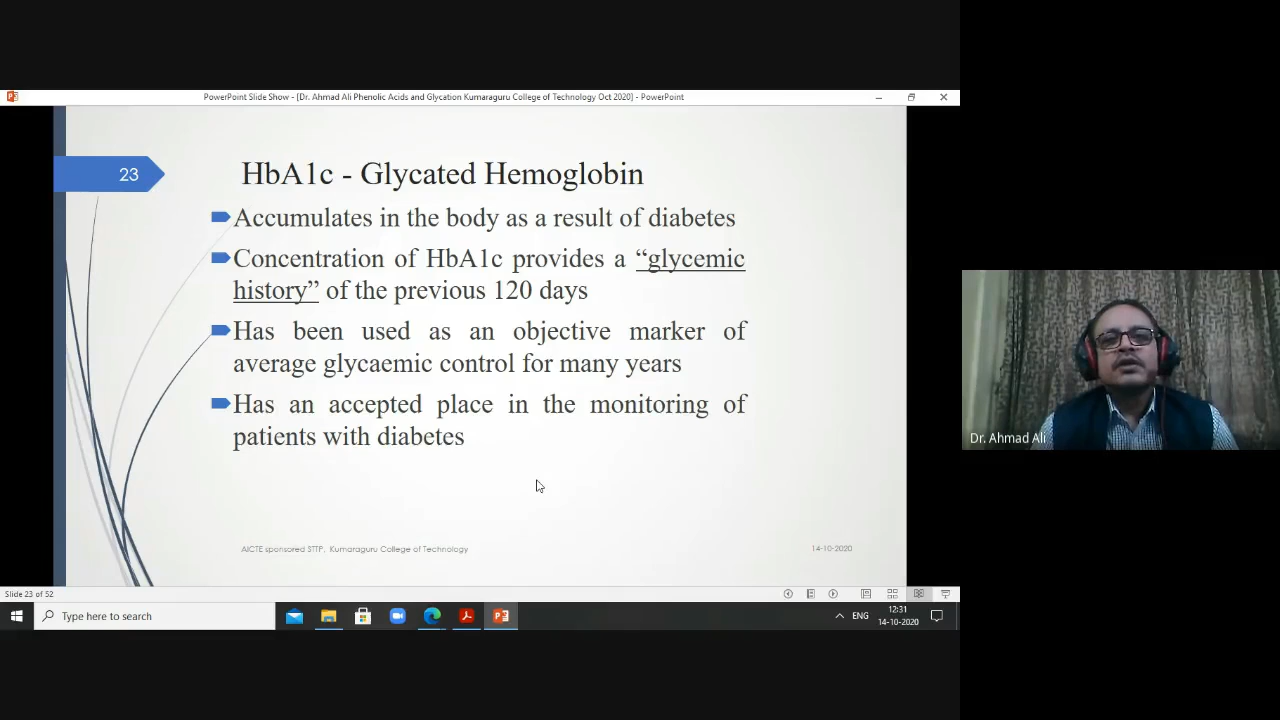 PowerPoint Slide Show - [Dr. Ahmad Ali Phenolic Acids and Glycation Kumaraguru College of Technology Oct 2020] - PowerPoint
23
HbA1c - Glycated Hemoglobin
Accumulates in the body as a result of diabetes
Concentration of HbA1c provides a “glycemic
history” of the previous 120 days
Has been used as an objective marker of
average glycaemic control for many years
Has an accepted place in the monitoring of
patients with diabetes
Dr. Ahmad Ali
AICTE sponsored STTP, Kumaraguru College of Technology
14-10-2020
Slide 23 of 52
Type here to search
ENG
12:31
14-10-2020